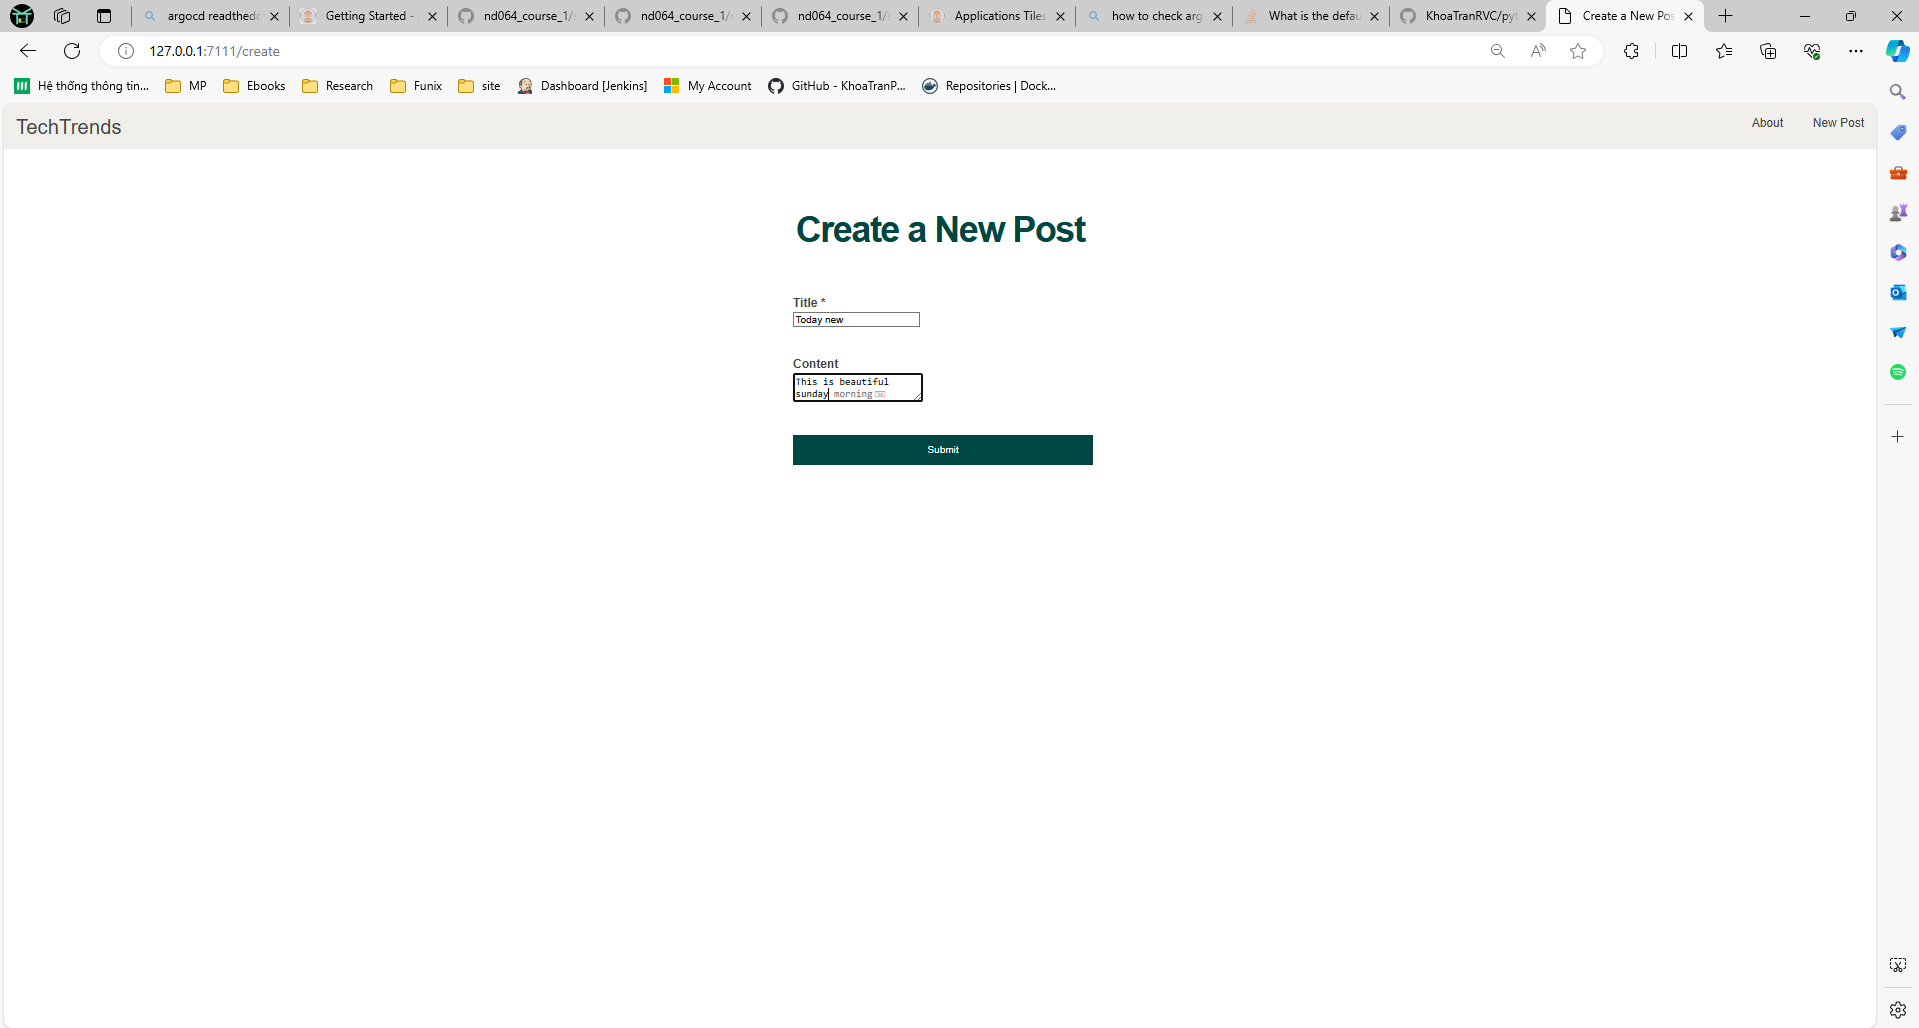 argocd readthedc
Getting Started -
nd064_course_1/
nd064_course_1/s
nd064_course_1/
Applications Tiles
how to check arg
What is the defau
KhoaTranRVC/pyt
Create a New Pos
127.0.0.1:7111/create
Hệ thống thông tin...
MP
Ebooks
Research
Funix
site
Dashboard [Jenkins]
My Account
GitHub - KhoaTranP...
Repositories | Dock...
TechTrends
About
New Post
Create a New Post
Title *
Today new
Content
This is beautiful
sunday morning
Submit